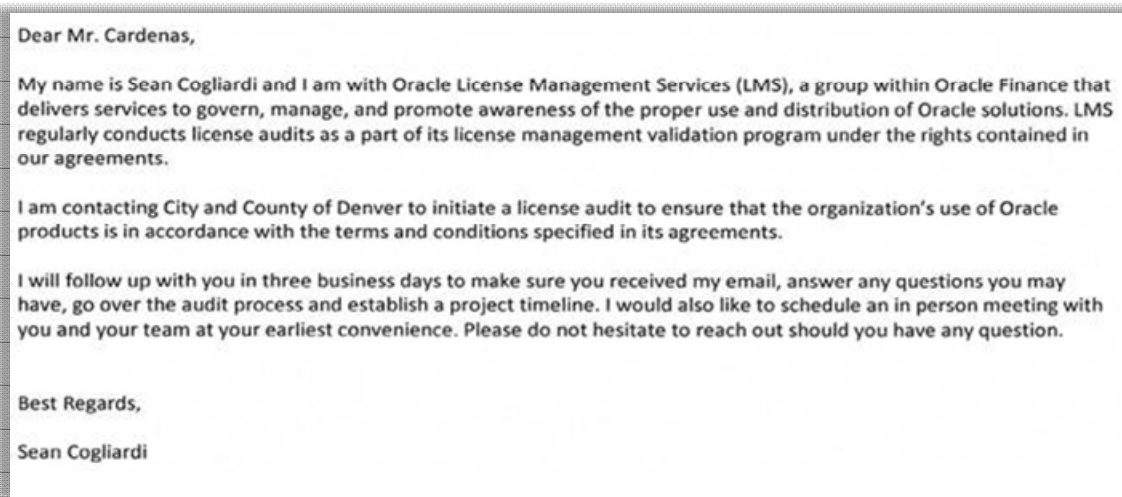 Dear Mr. Cardenas,
My name is Sean Cogliardi and I am with Oracle License Management Services (LMS), a group within Oracle Finance that
delivers services to govern, manage, and promote awareness of the proper use and distribution of Oracle solutions. LMS
regularly conducts license audits as a part of its license management validation program under the rights contained in
our agreements.
I am contacting City and County of Denver to initiate a license audit to ensure that the organization's use of Oracle
products is in accordance with the terms and conditions specified in its agreements.
I will follow up with you in three business days to make sure you received my email, answer any questions you may
have, go over the audit process and establish a project timeline. I would also like to schedule an in person meeting with
you and your team at your earliest convenience. Please do not hesitate to reach out should you have any question.
Best Regards,
Sean Cogliardi